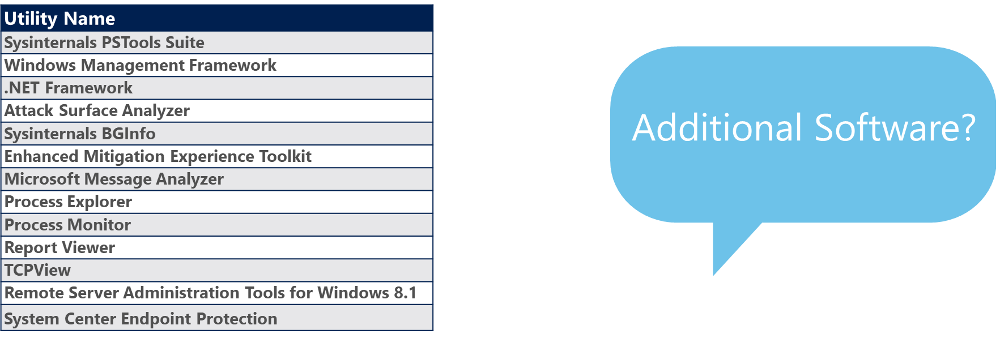 Utility Name
Sysinternals PSTools Suite
Windows Management Framework
.NET Framework
Attack Surface Analyzer
Sysinternals BGInfo
Enhanced Mitigation Experience Toolkit
Microsoft Message Analyzer
Process Explorer
Process Monitor
Report Viewer
TCPView
Remote Server Administration Tools for Windows 8.1
System Center Endpoint Protection
Additional Software?